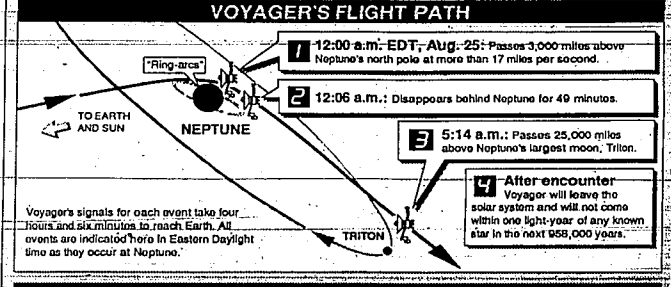 VOYAGER'S FLIGHT PATH
1 12:00 a.m. EDT, Aug. 25: Passes 3,000 miles above
Neptune's north pole at more than 17 miles per second.
"Ring-arcs"
2 12:06 a.m.: Disappears behind Neptune for 49 minutes.
TO EARTH
AND SUN
NEPTUNE
3 5:14 a.m.: Passes 25,000 miles
above Neptune's largest moon, Triton.
4 After encounter
Voyager will leave the
solar system and will not come
within one light-year of any known
star in the next 958,000 years.
Voyager's signals for each event take four
hours and six minutes to reach Earth. All
events are indicated here in Eastern Daylight
time as they occur at Neptune.
TRITON